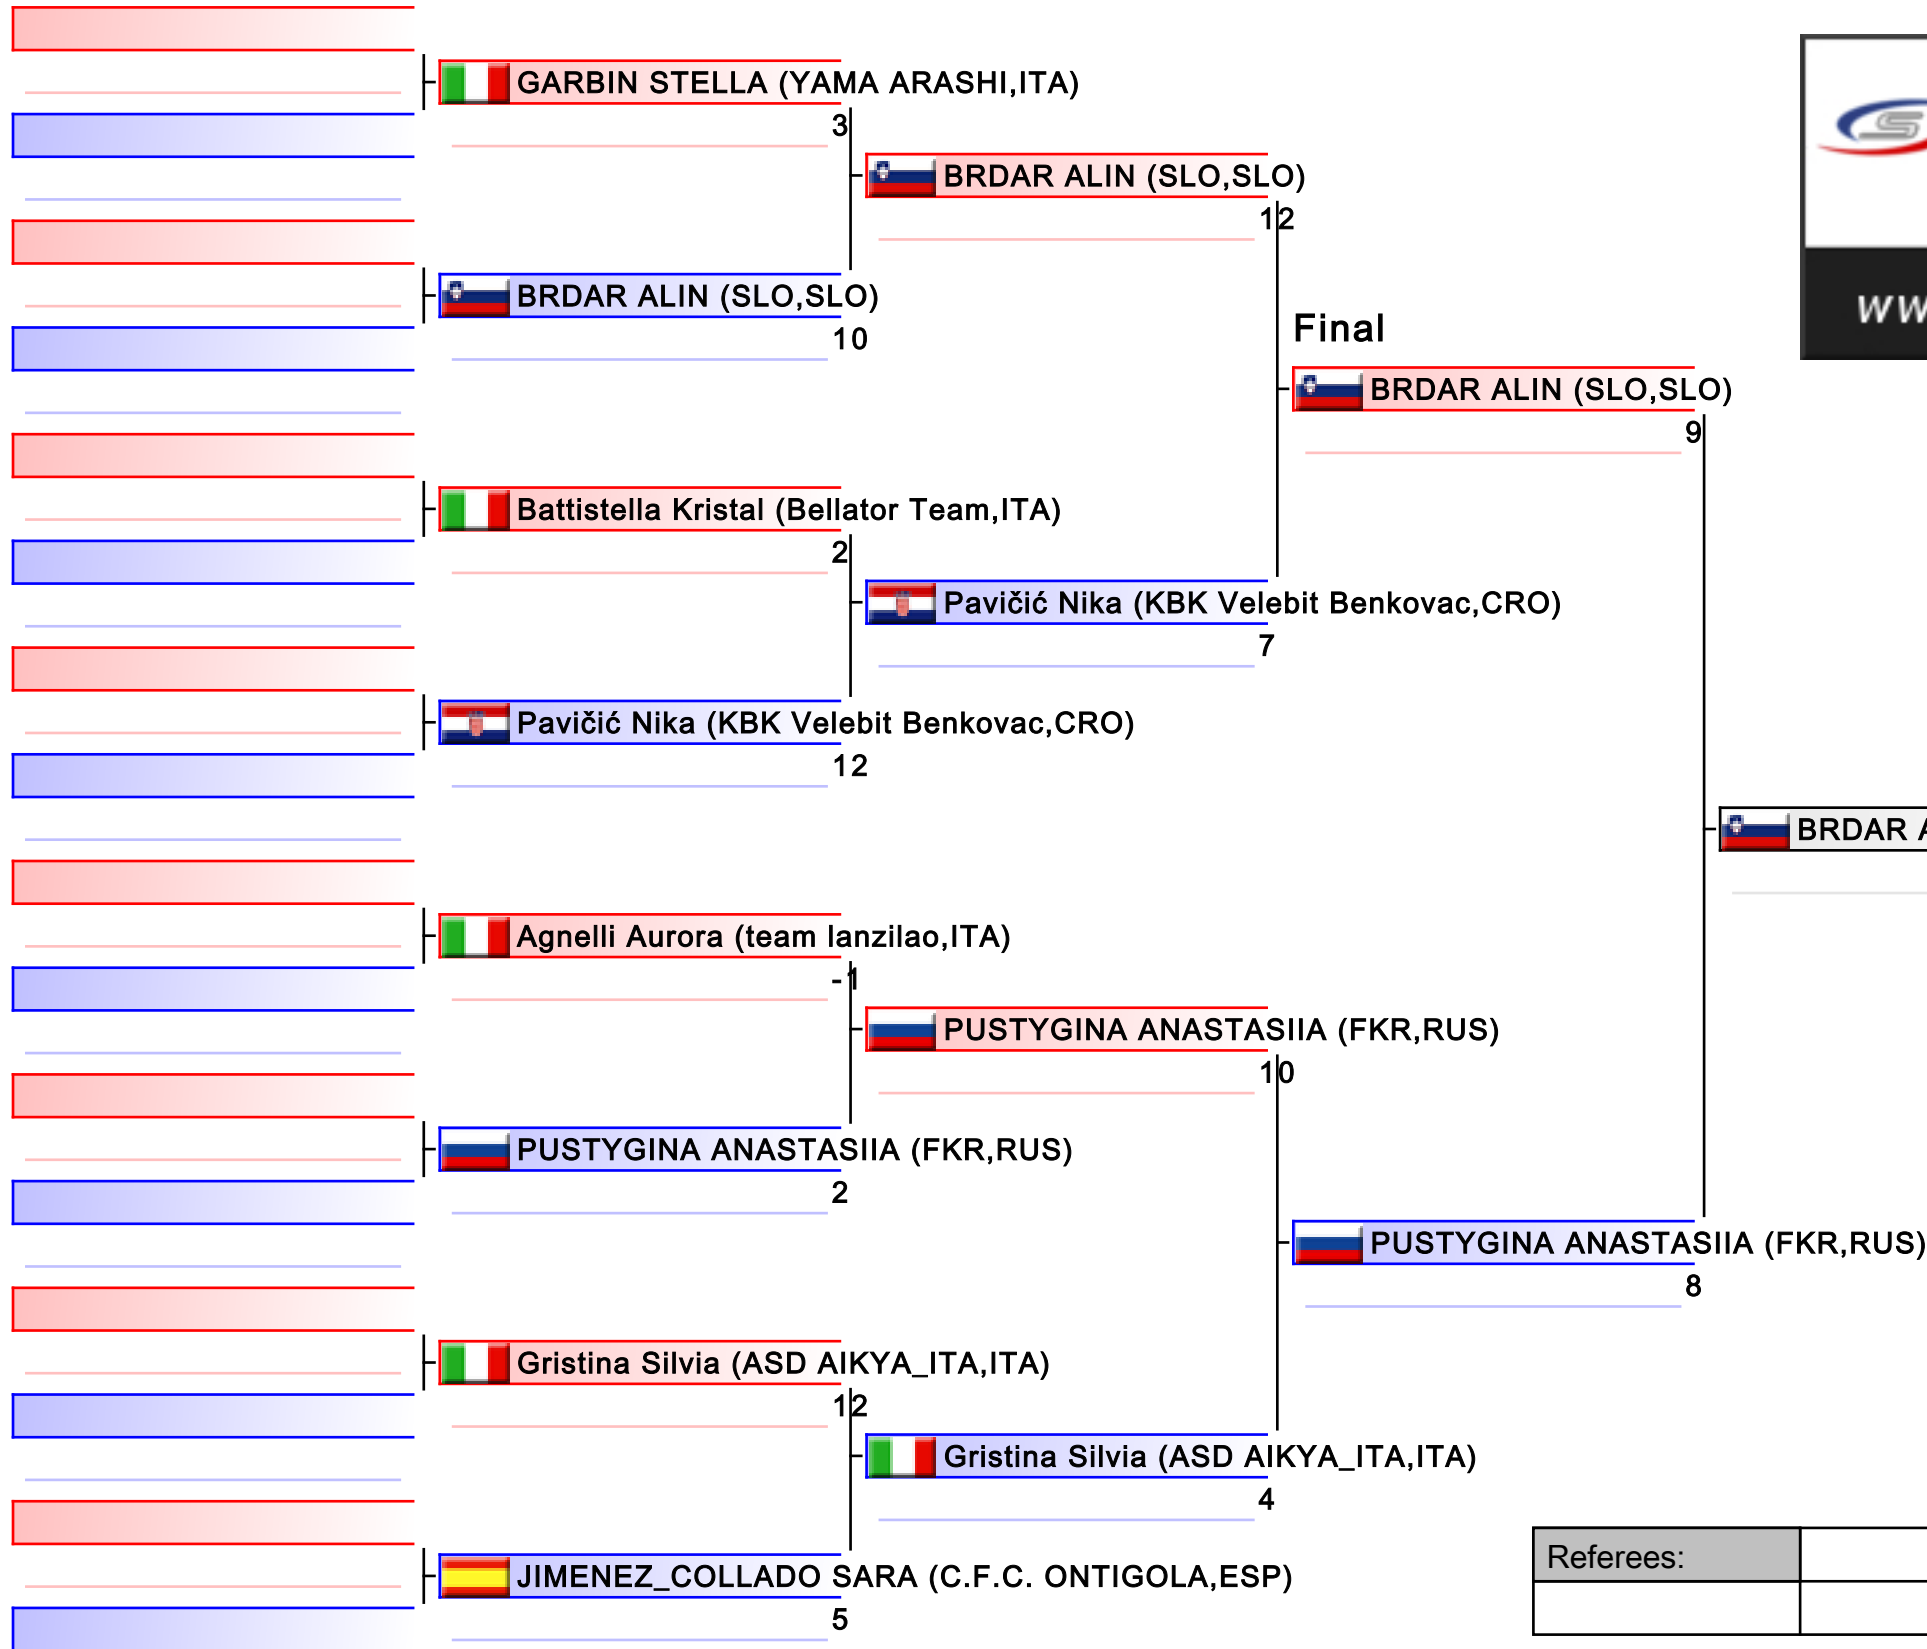 GARBIN STELLA (YAMA ARASHI,ITA)
3
BRDAR ALIN (SLO,SLO)
12
BRDAR ALIN (SLO,SLO)
10
Final
BRDAR ALIN (SLO,SLO)
9
Battistella Kristal (Bellator Team,ITA)
2
Pavičić Nika (KBK Velebit Benkovac,CRO)
7
Pavičić Nika (KBK Velebit Benkovac,CRO)
12
BRDAR A
Agnelli Aurora (team lanzilao,ITA)
-1
PUSTYGINA ANASTASIIA (FKR,RUS)
10
PUSTYGINA ANASTASIIA (FKR,RUS)
2
PUSTYGINA ANASTASIIA (FKR,RUS)
8
Gristina Silvia (ASD AIKYA_ITA,ITA)
12
Gristina Silvia (ASD AIKYA_ITA,ITA)
4
JIMENEZ_COLLADO SARA (C.F.C. ONTIGOLA,ESP)
5
Referees: